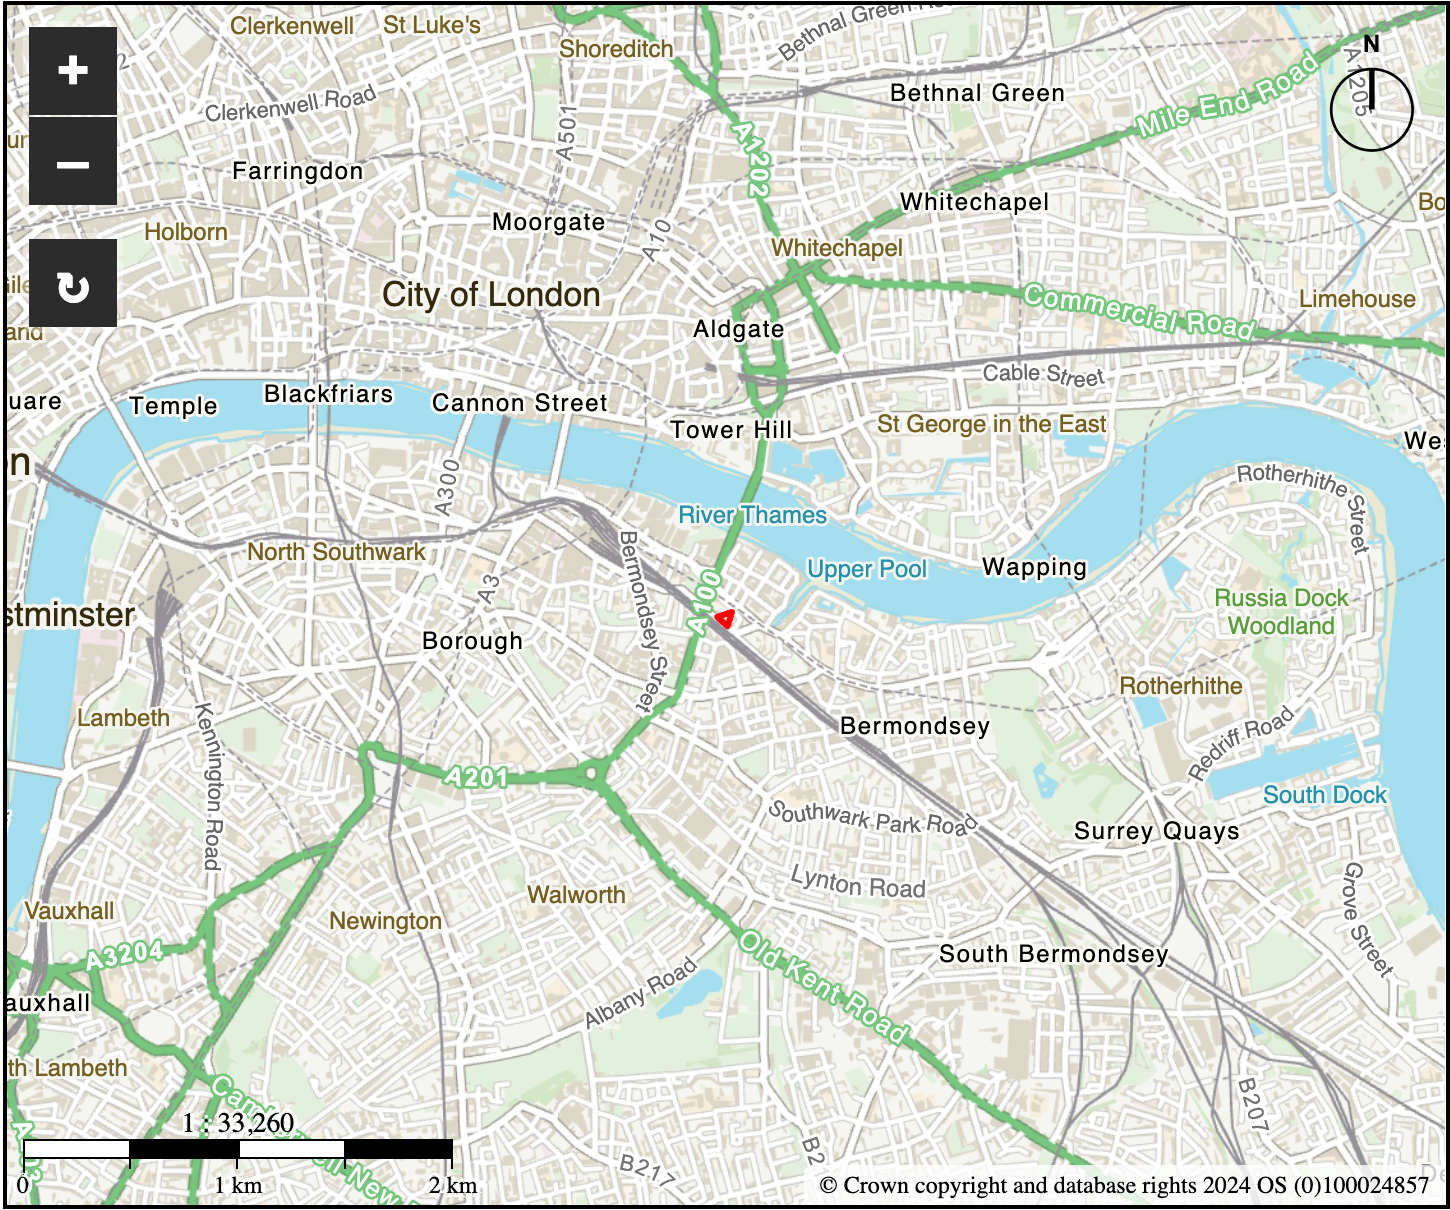 Clerkenwell
St Luke's
Shoreditch
Bethnal Green
N
+
−
↻
Clerkenwell Road
A501
Bethnal Green
Mile End Road
A1205
A1202
Farringdon
Whitechapel
Moorgate
Holborn
A10
Whitechapel
City of London
Limehouse
Commercial Road
Aldgate
Cable Street
Blackfriars
Temple
Cannon Street
uare
St George in the East
Tower Hill
We
n
A300
Rotherhithe Street
River Thames
North Southwark
Bermondsey Street
Upper Pool
Wapping
A3
A100
stminster
Russia Dock
Woodland
Borough
Rotherhithe
Lambeth
Kennington Road
Bermondsey
Redriff Road
A201
South Dock
Southwark Park Road
Surrey Quays
Lynton Road
Walworth
Vauxhall
Newington
Grove Street
A3204
South Bermondsey
Old Kent Road
auxhall
Albany Road
th Lambeth
B207
1 : 33,260
B217
B2
0
1 km
2 km
© Crown copyright and database rights 2024 OS (0)100024857